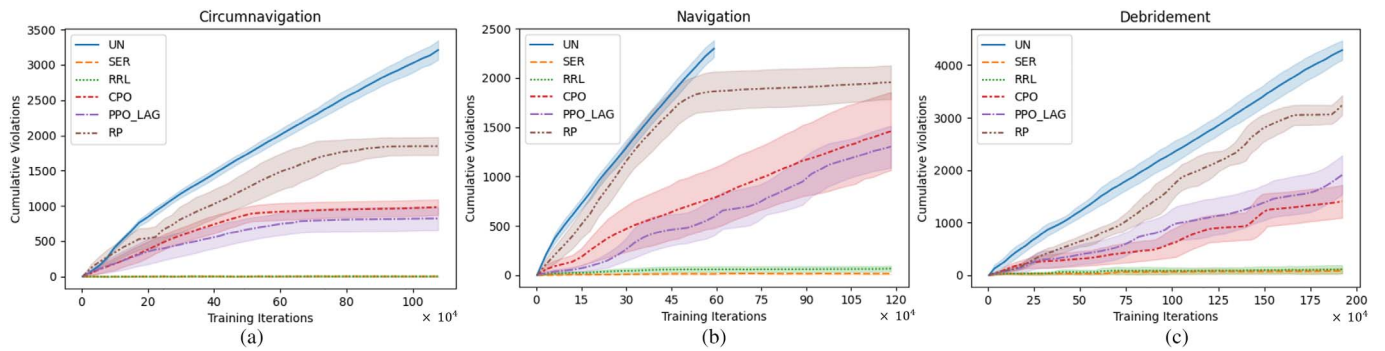 Circumnavigation
Cumulative Violations
3500
3000
2500
2000
1500
1000
500
0
UN
SER
RRL
CPO
PPO_LAG
RP
0 20 40 60 80 100
Training Iterations
× 10⁴
(a)
Navigation
Cumulative Violations
2500
2000
1500
1000
500
0
UN
SER
RRL
CPO
PPO_LAG
RP
0 15 30 45 60 75 90 105 120
Training Iterations
× 10⁴
(b)
Debridement
Cumulative Violations
4000
3000
2000
1000
0
UN
SER
RRL
CPO
PPO_LAG
RP
0 25 50 75 100 125 150 175 200
Training Iterations
× 10⁴
(c)